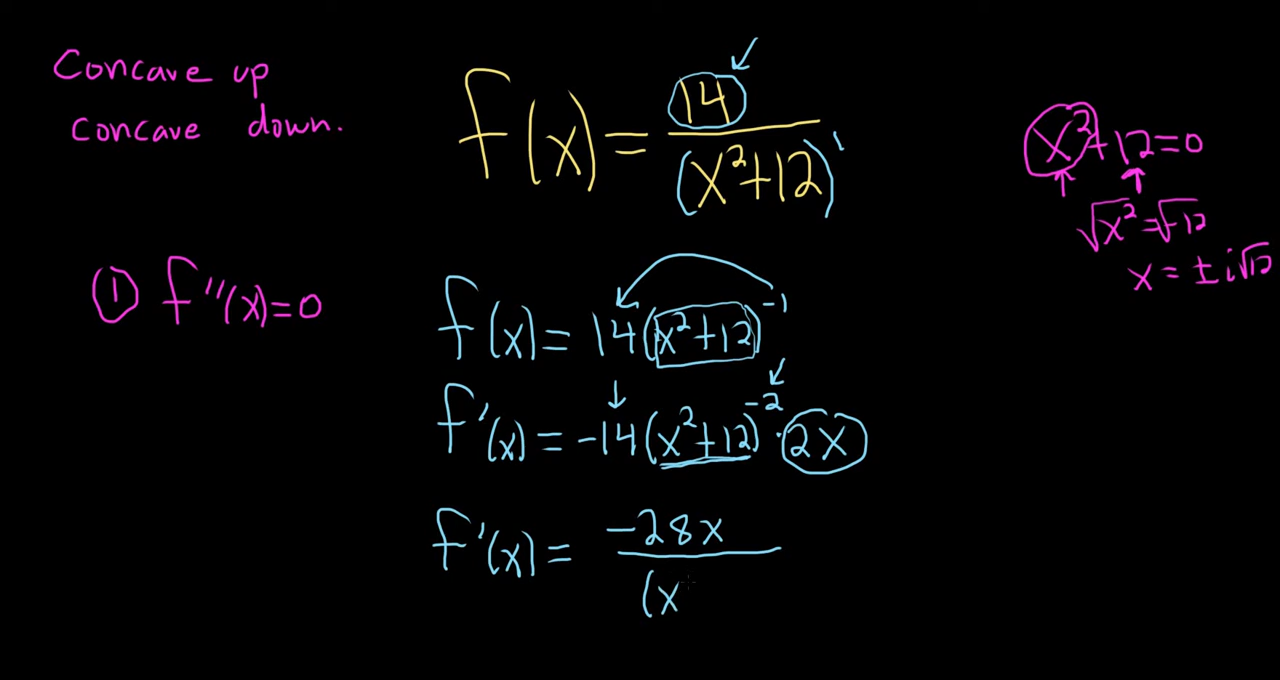 Concave up
concave down.
f(x) = 14/(x²+12)¹
x²+12=0
√x² = √-12
x = ± i√12
① f''(x)=0
f(x) = 14(x²+12)⁻¹
f'(x) = -14(x²+12)⁻² · 2x
f'(x) = -28x/(x